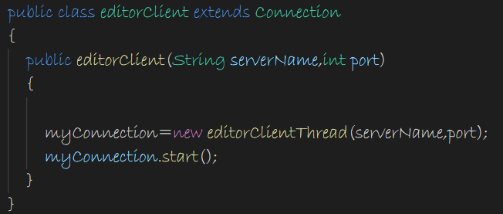 public class editorClient extends Connection
{
public editorClient(String serverName,int port)
{
myConnection=new editorClientThread(serverName,port);
myConnection.start();
}
}